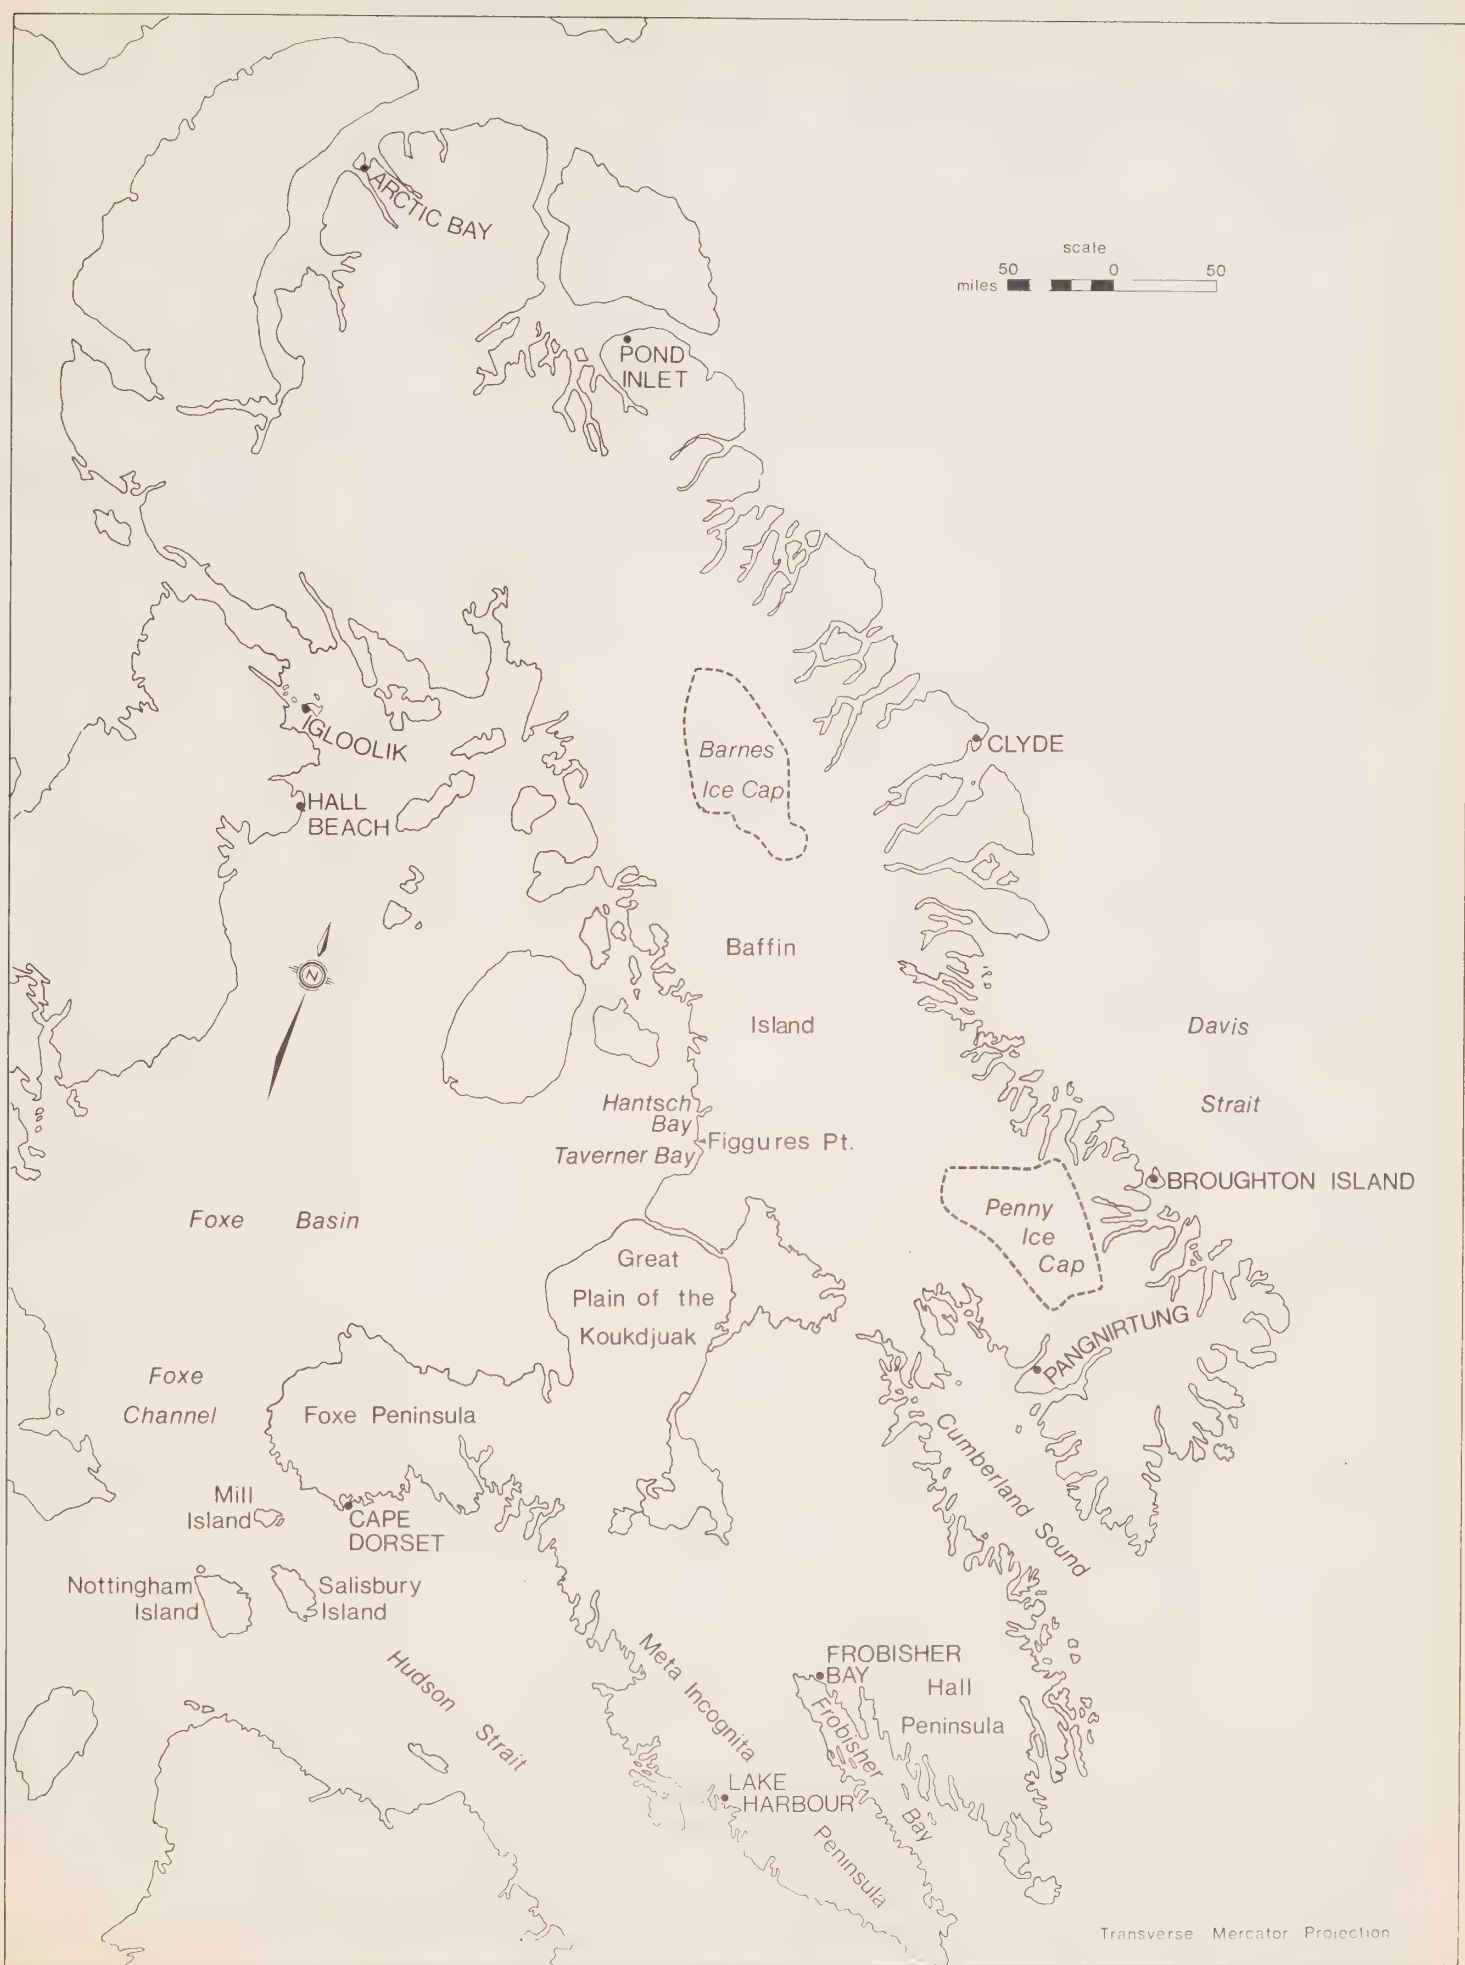 ARCTIC BAY
scale
50 0 50
miles
POND
INLET
IGLOOLIK
CLYDE
Barnes
Ice Cap
HALL
BEACH
Baffin
N
Island
Davis
Hantsch
Bay
Strait
Figgures Pt.
Taverner Bay
BROUGHTON ISLAND
Foxe Basin
Penny
Ice
Cap
Great
Plain of the
Koukdjuak
PANGNIRTUNG
Foxe
Channel
Foxe Peninsula
Cumberland Sound
Mill
Island
CAPE
DORSET
Nottingham
Island
Salisbury
Island
Hudson Strait
Meta Incognita
Peninsula
FROBISHER
BAY
Hall
Peninsula
Frobisher
Bay
LAKE
HARBOUR
Transverse Mercator Projection